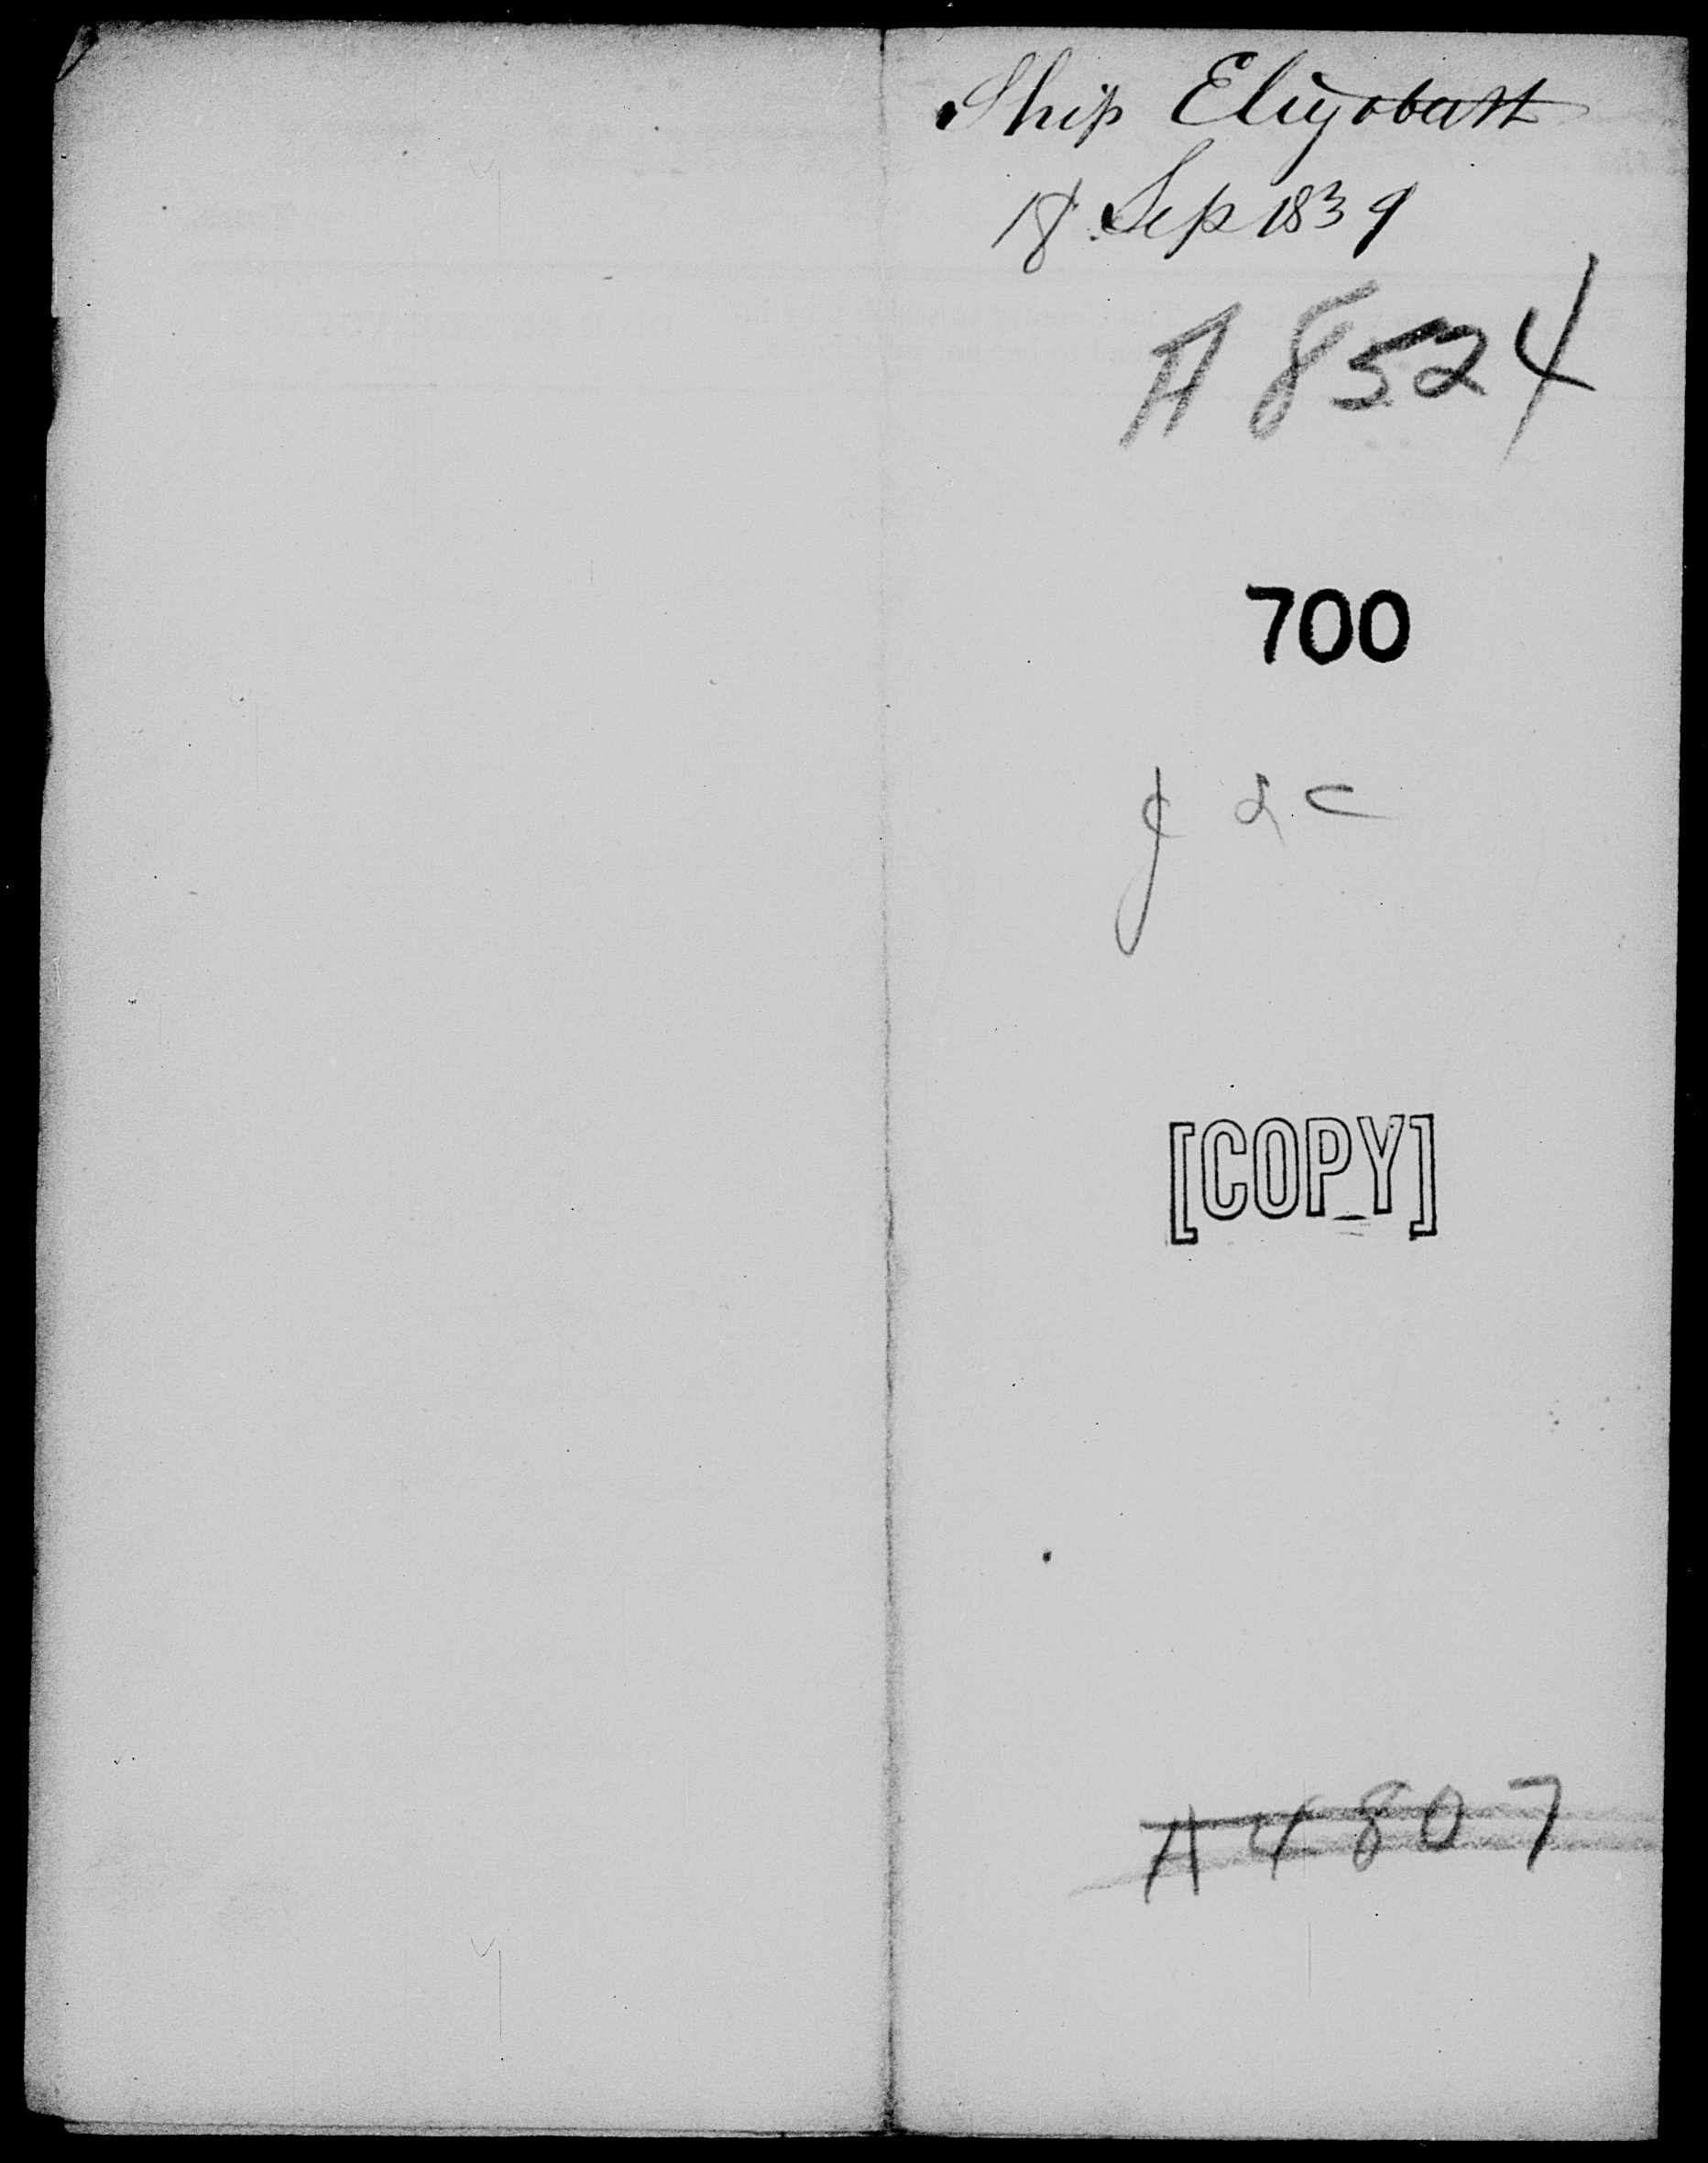 Ship Elizabeth
18 Sep 1839
A 8524
700
[COPY]
A 4807